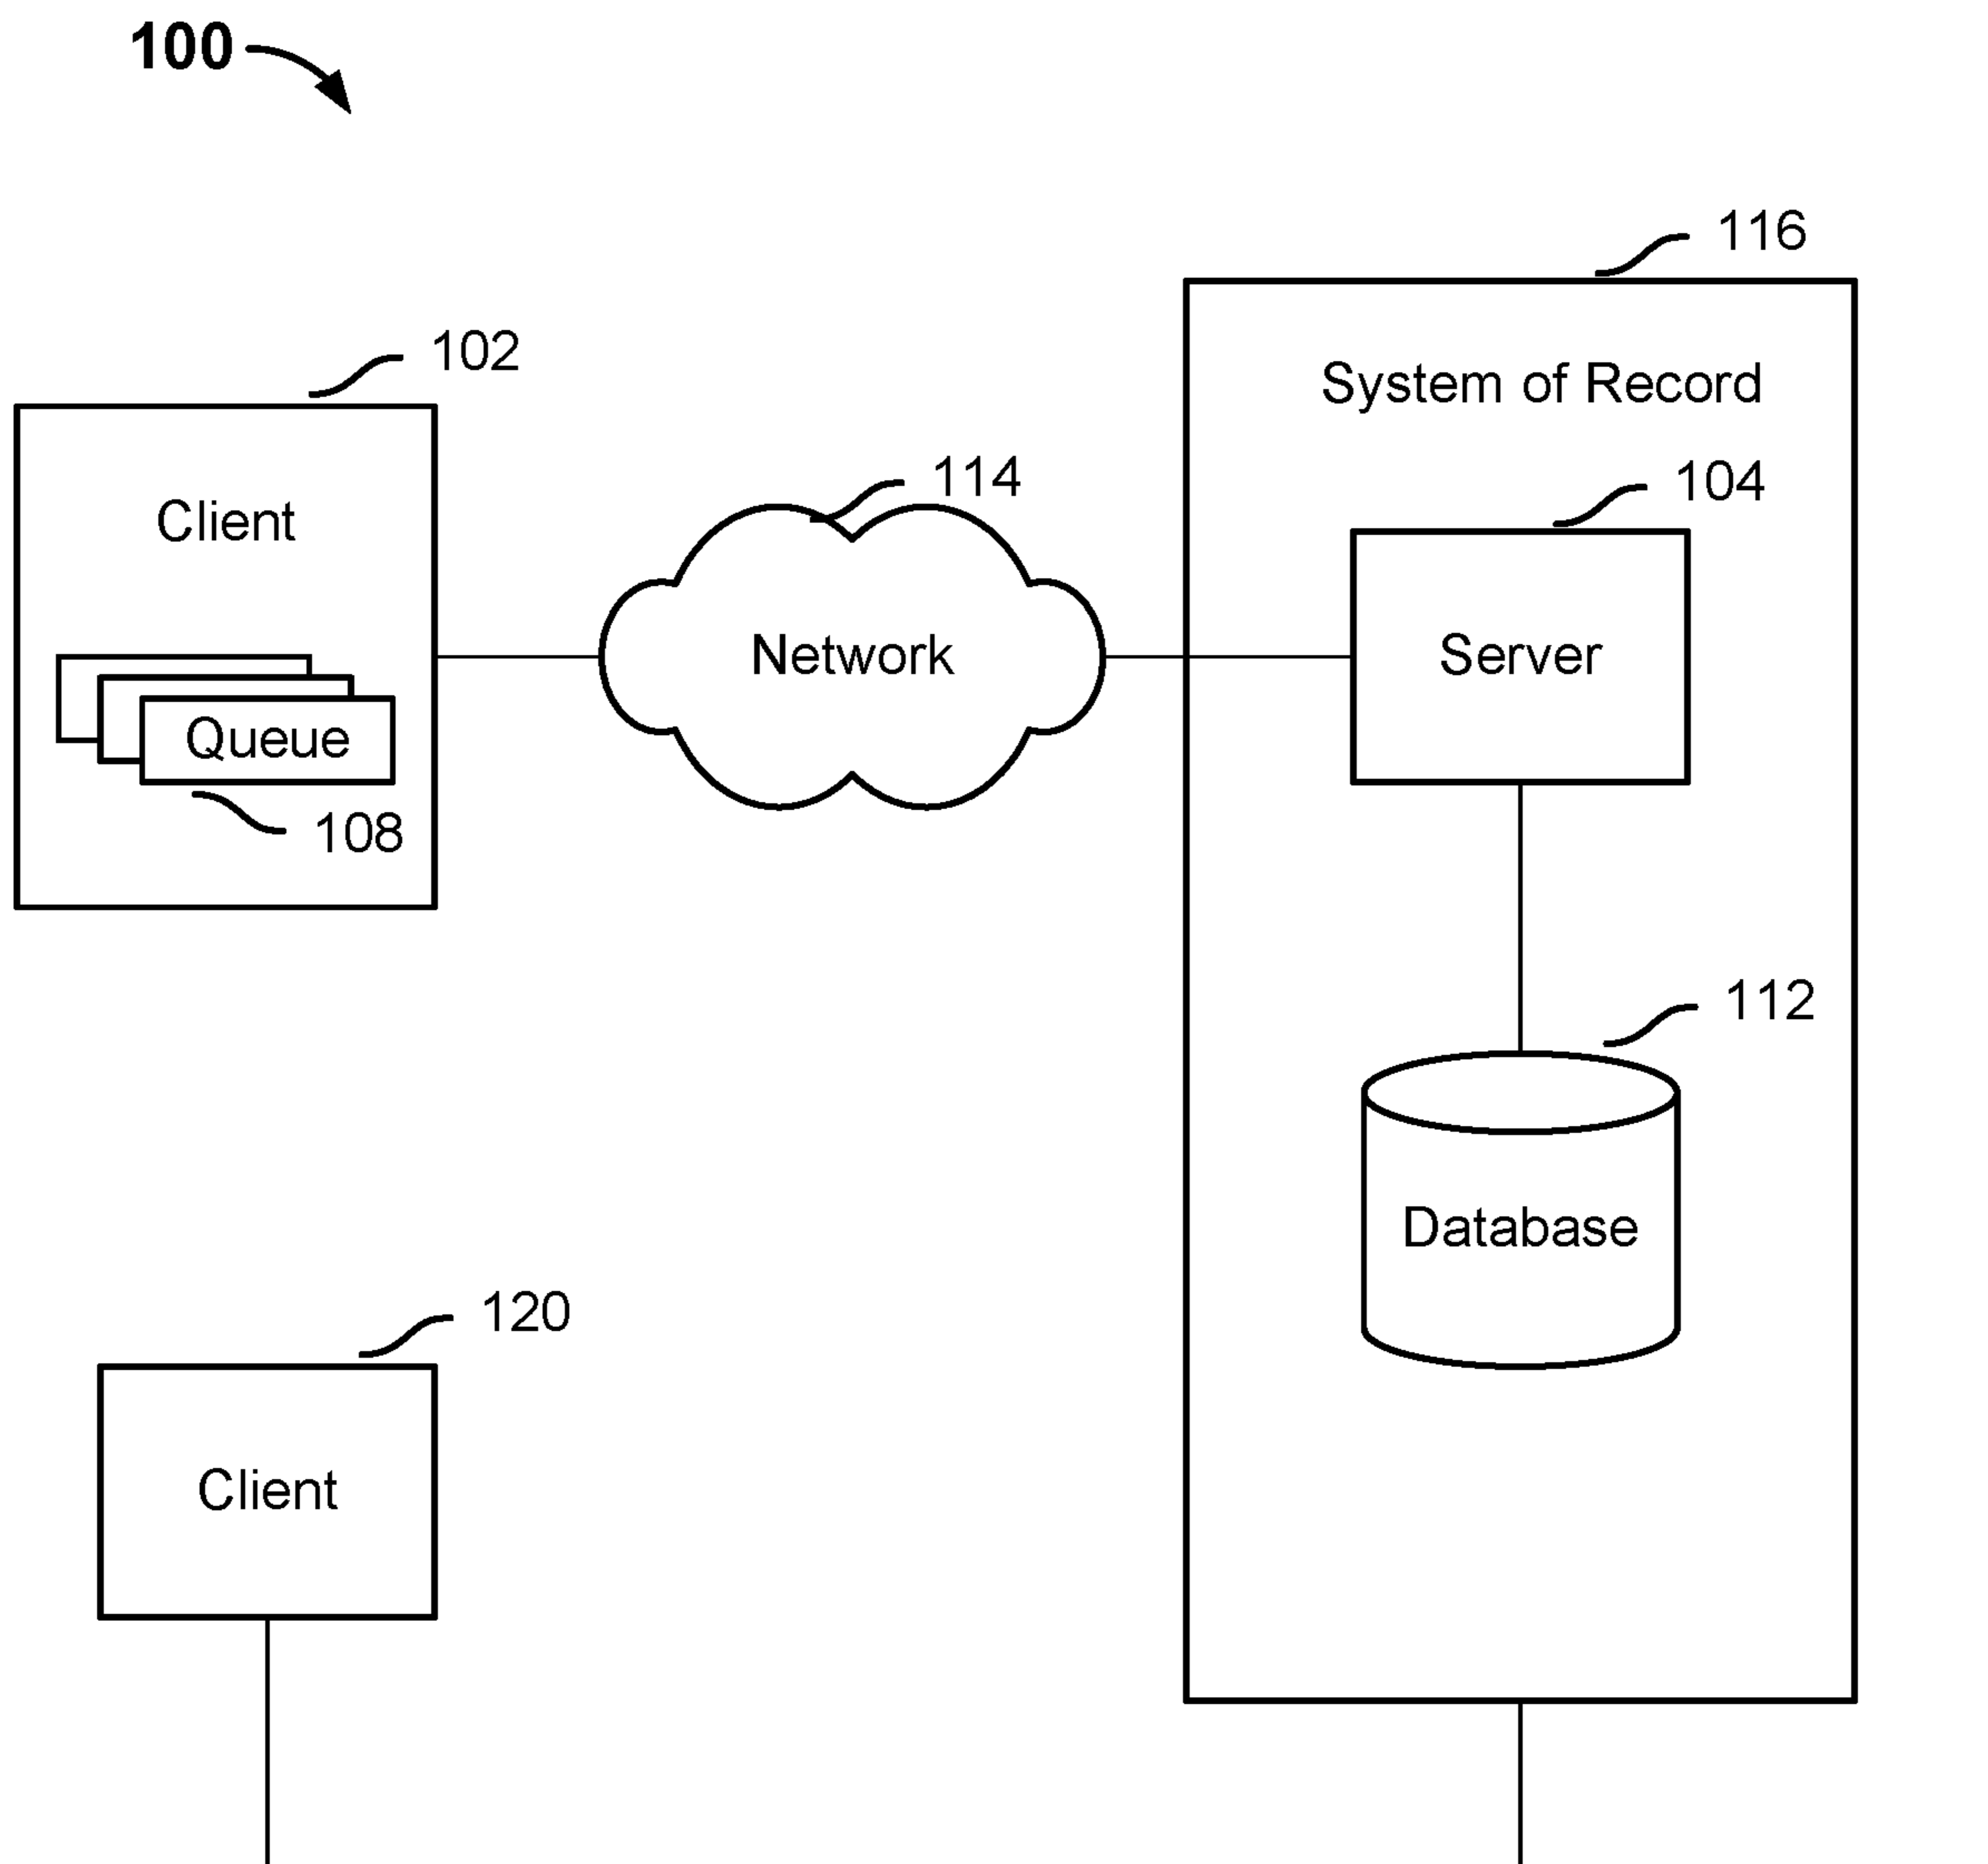 100
116
System of Record
102
Client
114
Network
104
Server
Queue
108
112
Database
120
Client